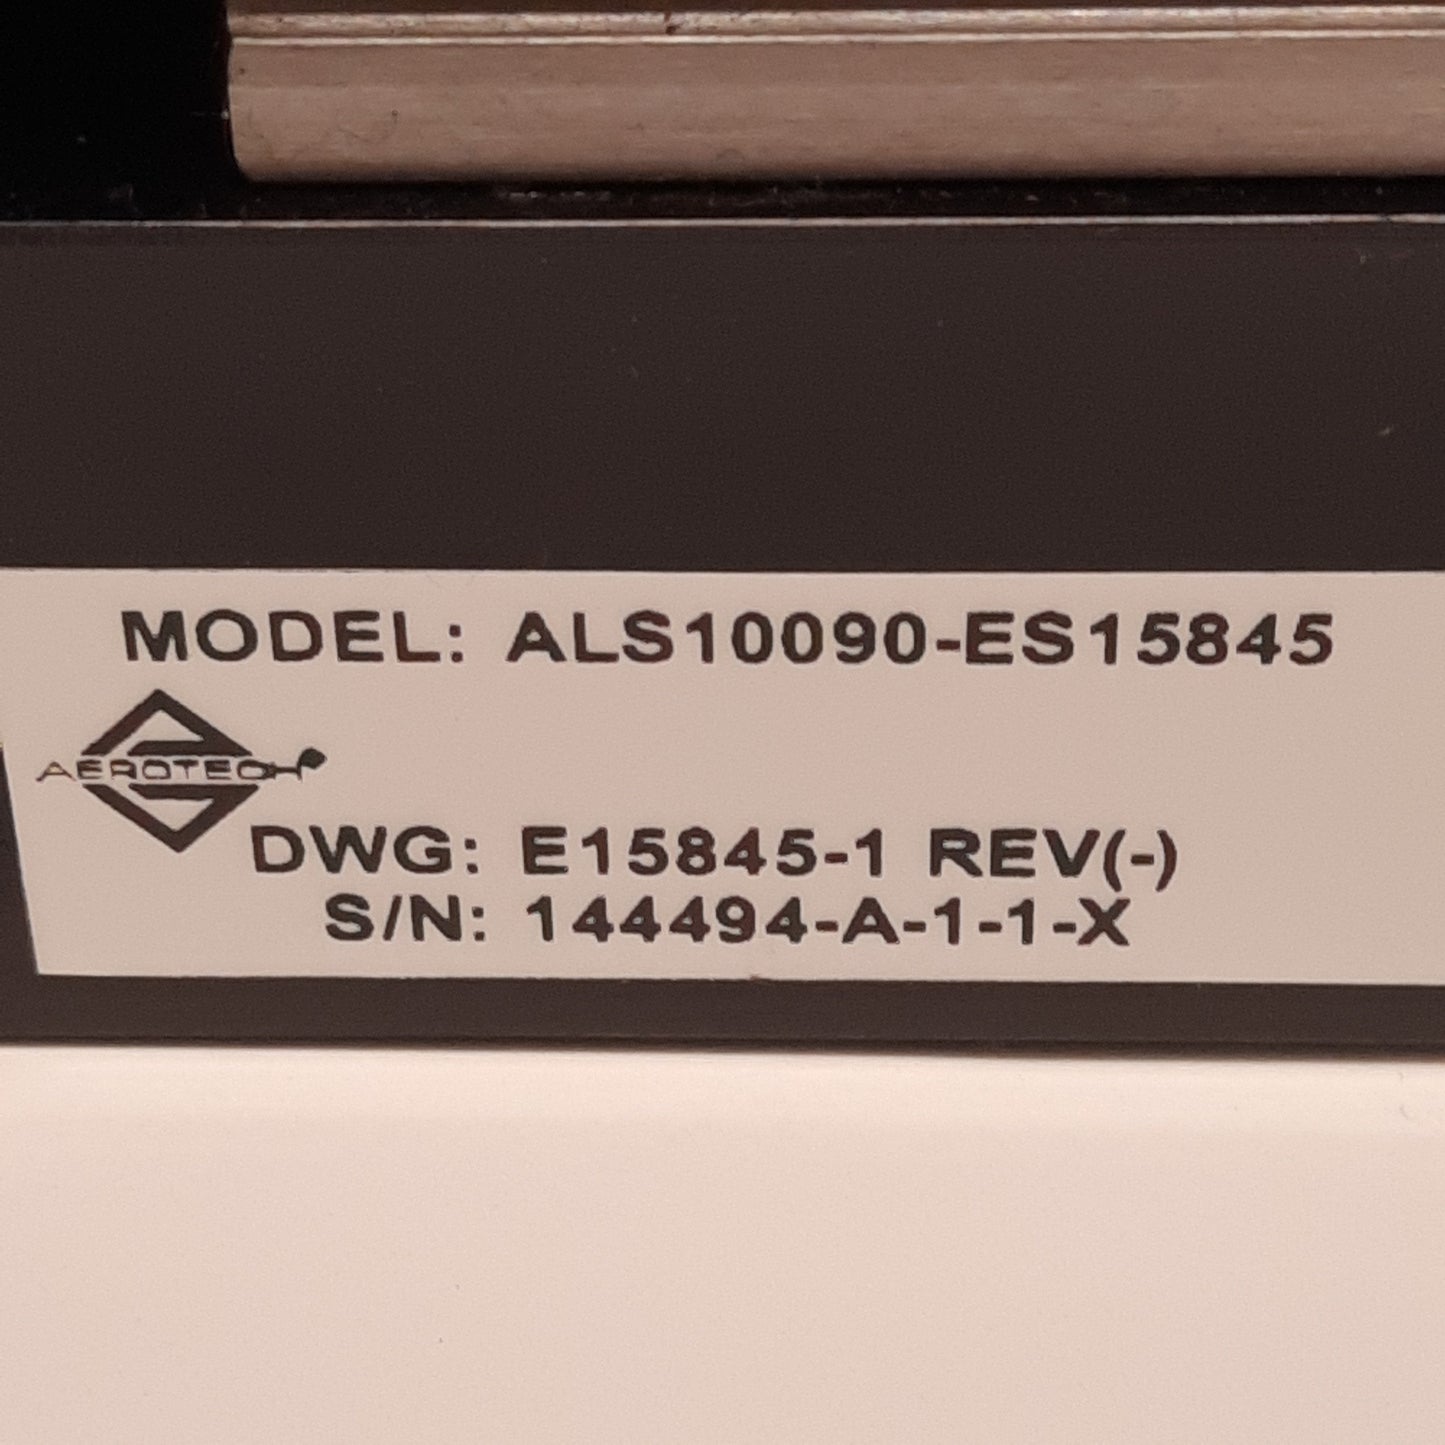 MODEL: ALS10090-ES15845
AEROTECH
DWG: E15845-1 REV(-)
S/N: 144494-A-1-1-X